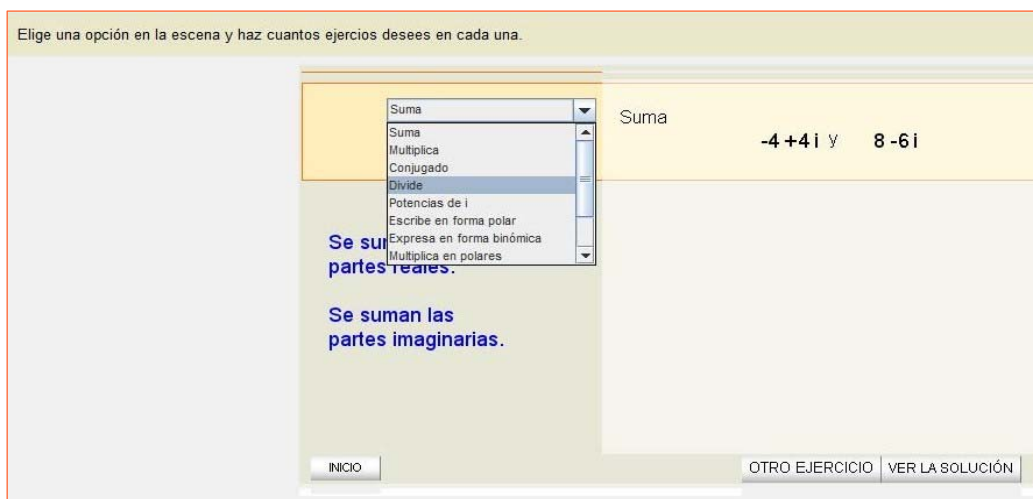 Elige una opción en la escena y haz cuantos ejercios desees en cada una.
Suma
Suma
Multiplica
Conjugado
Divide
Potencias de i
Escribe en forma polar
Expresa en forma binómica
Multiplica en polares
Suma
-4 +4 i y 8 -6 i
Se
partes reales.
Se suman las
partes imaginarias.
INICIO
OTRO EJERCICIO
VER LA SOLUCIÓN